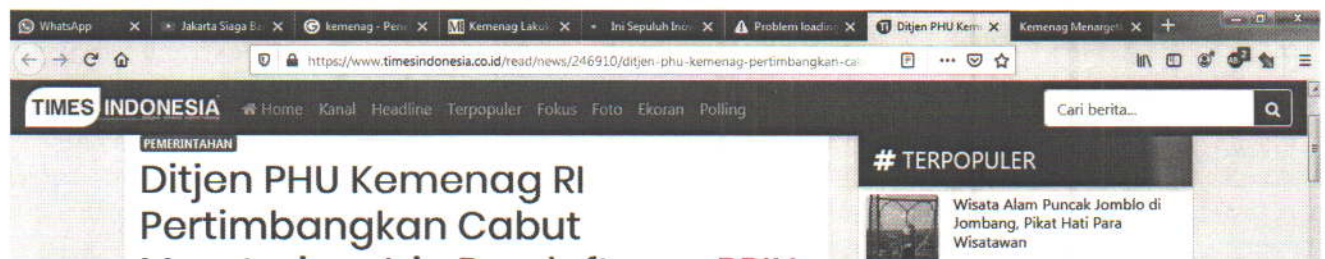 WhatsApp
Jakarta Siaga Ba
kemenag - Pen
Kemenag Laku
Ini Sepuluh Inov
Problem loading
Ditjen PHU Kem
Kemenag Menarget
https://www.timesindonesia.co.id/read/news/246910/ditjen-phu-kemenag-pertimbangkan-ca
TIMES INDONESIA
Home Kanal Headline Terpopuler Fokus Foto Ekoran Polling
Cari berita...
PEMERINTAHAN
Ditjen PHU Kemenag RI
Pertimbangkan Cabut
# TERPOPULER
Wisata Alam Puncak Jomblo di
Jombang, Pikat Hati Para
Wisatawan